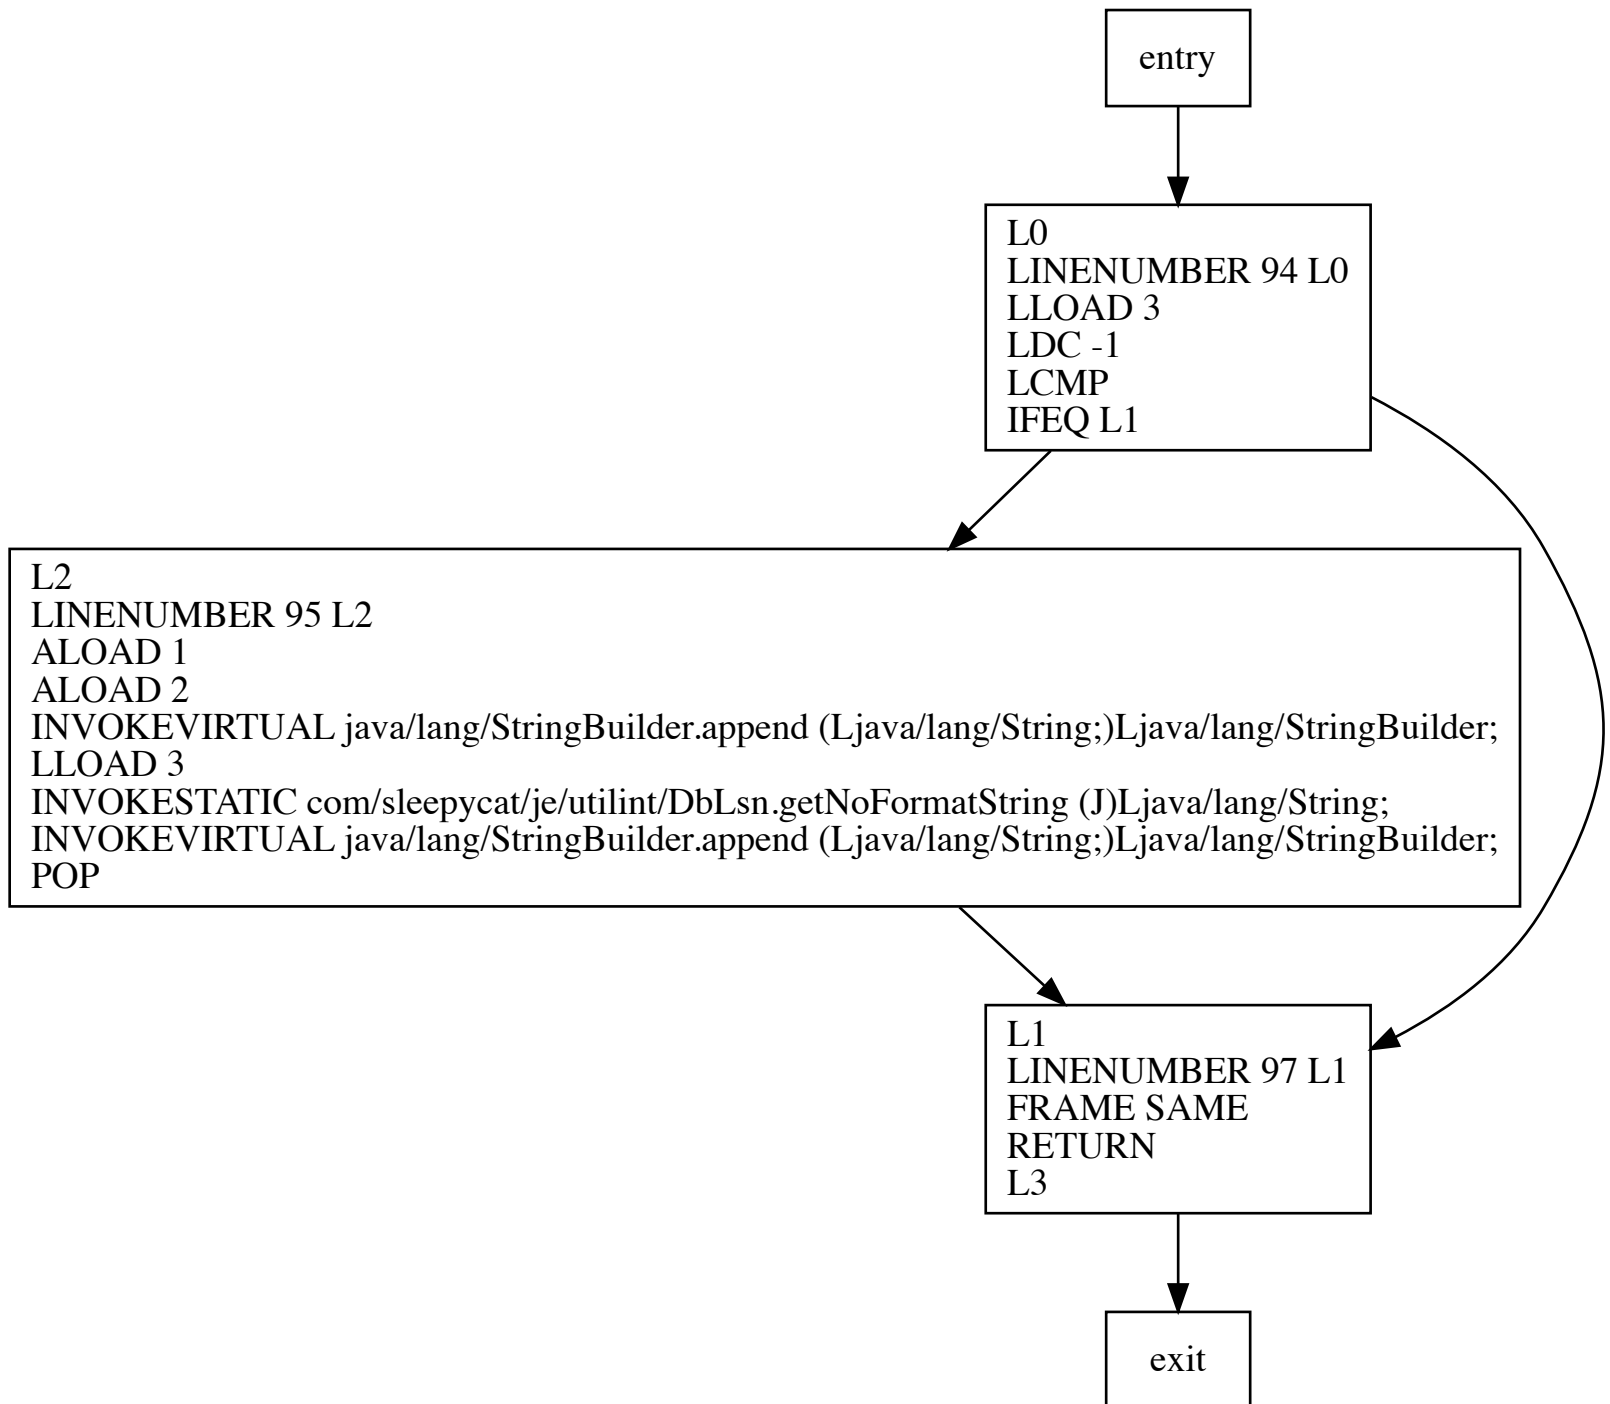 entry
L0
LINENUMBER 94 L0
LLOAD 3
LDC -1
LCMP
IFEQ L1
L2
LINENUMBER 95 L2
ALOAD 1
ALOAD 2
INVOKEVIRTUAL java/lang/StringBuilder.append (Ljava/lang/String;)Ljava/lang/StringBuilder;
LLOAD 3
INVOKESTATIC com/sleepycat/je/utilint/DbLsn.getNoFormatString (J)Ljava/lang/String;
INVOKEVIRTUAL java/lang/StringBuilder.append (Ljava/lang/String;)Ljava/lang/StringBuilder;
POP
L1
LINENUMBER 97 L1
FRAME SAME
RETURN
L3
exit